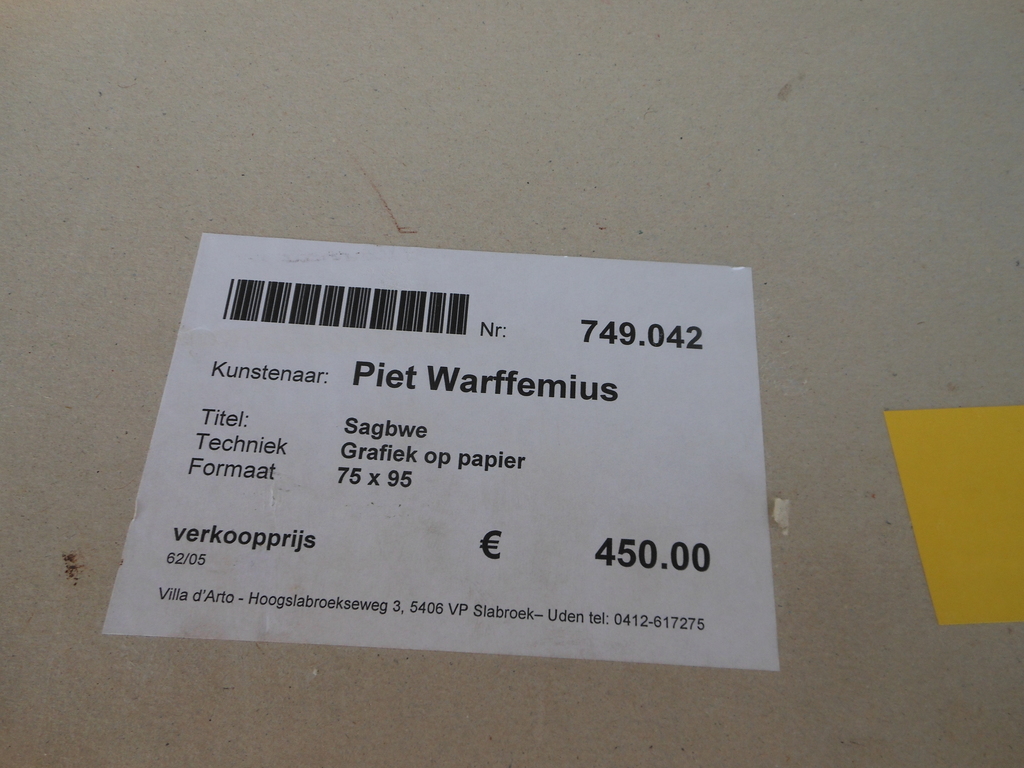 Nr: 749.042
Kunstenaar: Piet Warffemius
Titel: Sagbwe
Techniek Grafiek op papier
Formaat 75 x 95
verkoopprijs € 450.00
62/05
Villa d'Arto - Hoogslabroekseweg 3, 5406 VP Slabroek– Uden tel: 0412-617275